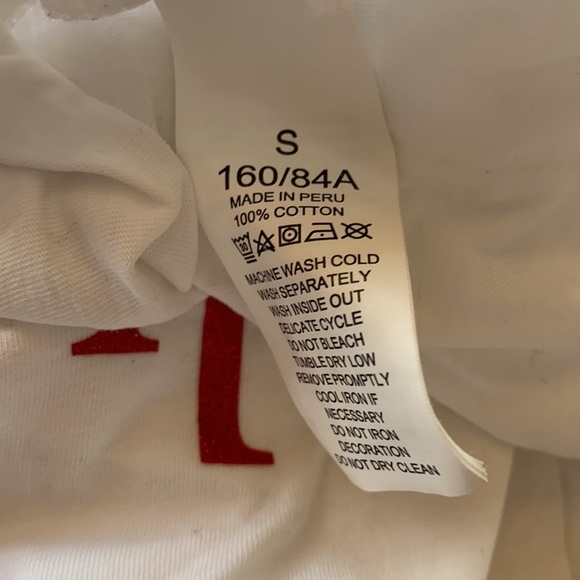 S
160/84A
MADE IN PERU
100% COTTON
30
MACHINE WASH COLD
WASH SEPARATELY
WASH INSIDE OUT
DELICATE CYCLE
DO NOT BLEACH
TUMBLE DRY LOW
REMOVE PROMPTLY
COOL IRON IF
NECESSARY
DO NOT IRON
DECORATION
DO NOT DRY CLEAN